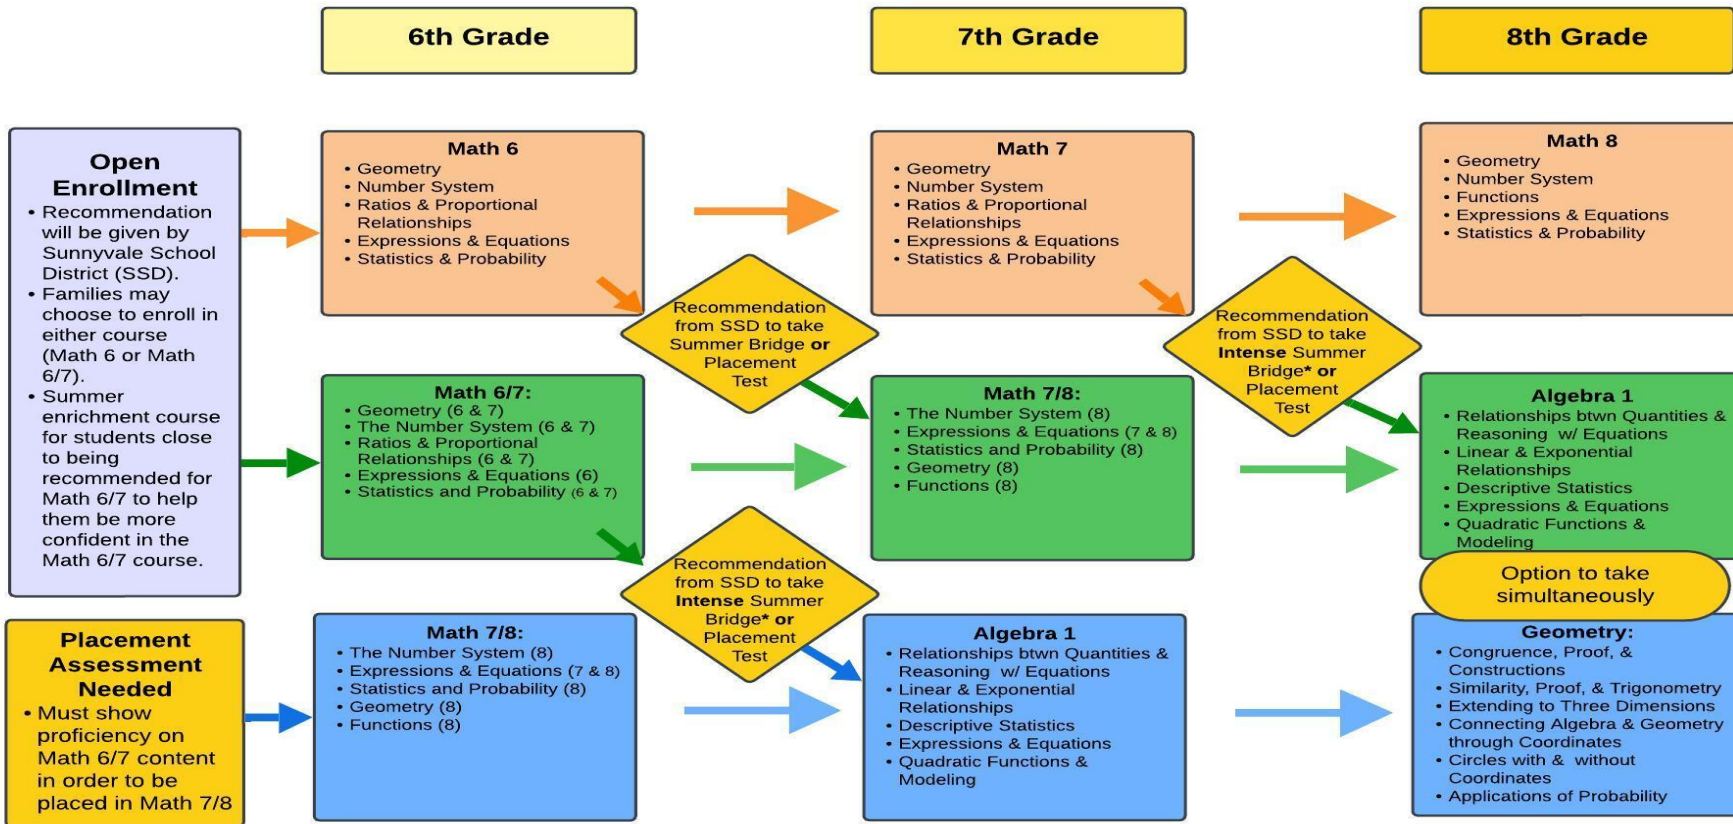 6th Grade
7th Grade
8th Grade
Open
Enrollment
• Recommendation
will be given by
Sunnyvale School
District (SSD).
• Families may
choose to enroll in
either course
(Math 6 or Math
6/7).
• Summer
enrichment course
for students close
to being
recommended for
Math 6/7 to help
them be more
confident in the
Math 6/7 course.
Math 6
• Geometry
• Number System
• Ratios & Proportional
Relationships
• Expressions & Equations
• Statistics & Probability
Math 7
• Geometry
• Number System
• Ratios & Proportional
Relationships
• Expressions & Equations
• Statistics & Probability
Math 8
• Geometry
• Number System
• Functions
• Expressions & Equations
• Statistics & Probability
Recommendation
from SSD to take
Summer Bridge or
Placement
Test
Recommendation
from SSD to take
Intense Summer
Bridge* or
Placement
Test
Math 6/7:
• Geometry (6 & 7)
• The Number System (6 & 7)
• Ratios & Proportional
Relationships (6 & 7)
• Expressions & Equations (6)
• Statistics and Probability (6 & 7)
Math 7/8:
• The Number System (8)
• Expressions & Equations (7 & 8)
• Statistics and Probability (8)
• Geometry (8)
• Functions (8)
Algebra 1
• Relationships btwn Quantities &
Reasoning w/ Equations
• Linear & Exponential
Relationships
• Descriptive Statistics
• Expressions & Equations
• Quadratic Functions &
Modeling
Recommendation
from SSD to take
Intense Summer
Bridge* or
Placement
Test
Option to take
simultaneously
Placement
Assessment
Needed
• Must show
proficiency on
Math 6/7 content
in order to be
placed in Math 7/8
Math 7/8:
• The Number System (8)
• Expressions & Equations (7 & 8)
• Statistics and Probability (8)
• Geometry (8)
• Functions (8)
Algebra 1
• Relationships btwn Quantities &
Reasoning w/ Equations
• Linear & Exponential
Relationships
• Descriptive Statistics
• Expressions & Equations
• Quadratic Functions &
Modeling
Geometry:
• Congruence, Proof, &
Constructions
• Similarity, Proof, & Trigonometry
• Extending to Three Dimensions
• Connecting Algebra & Geometry
through Coordinates
• Circles with & without
Coordinates
• Applications of Probability